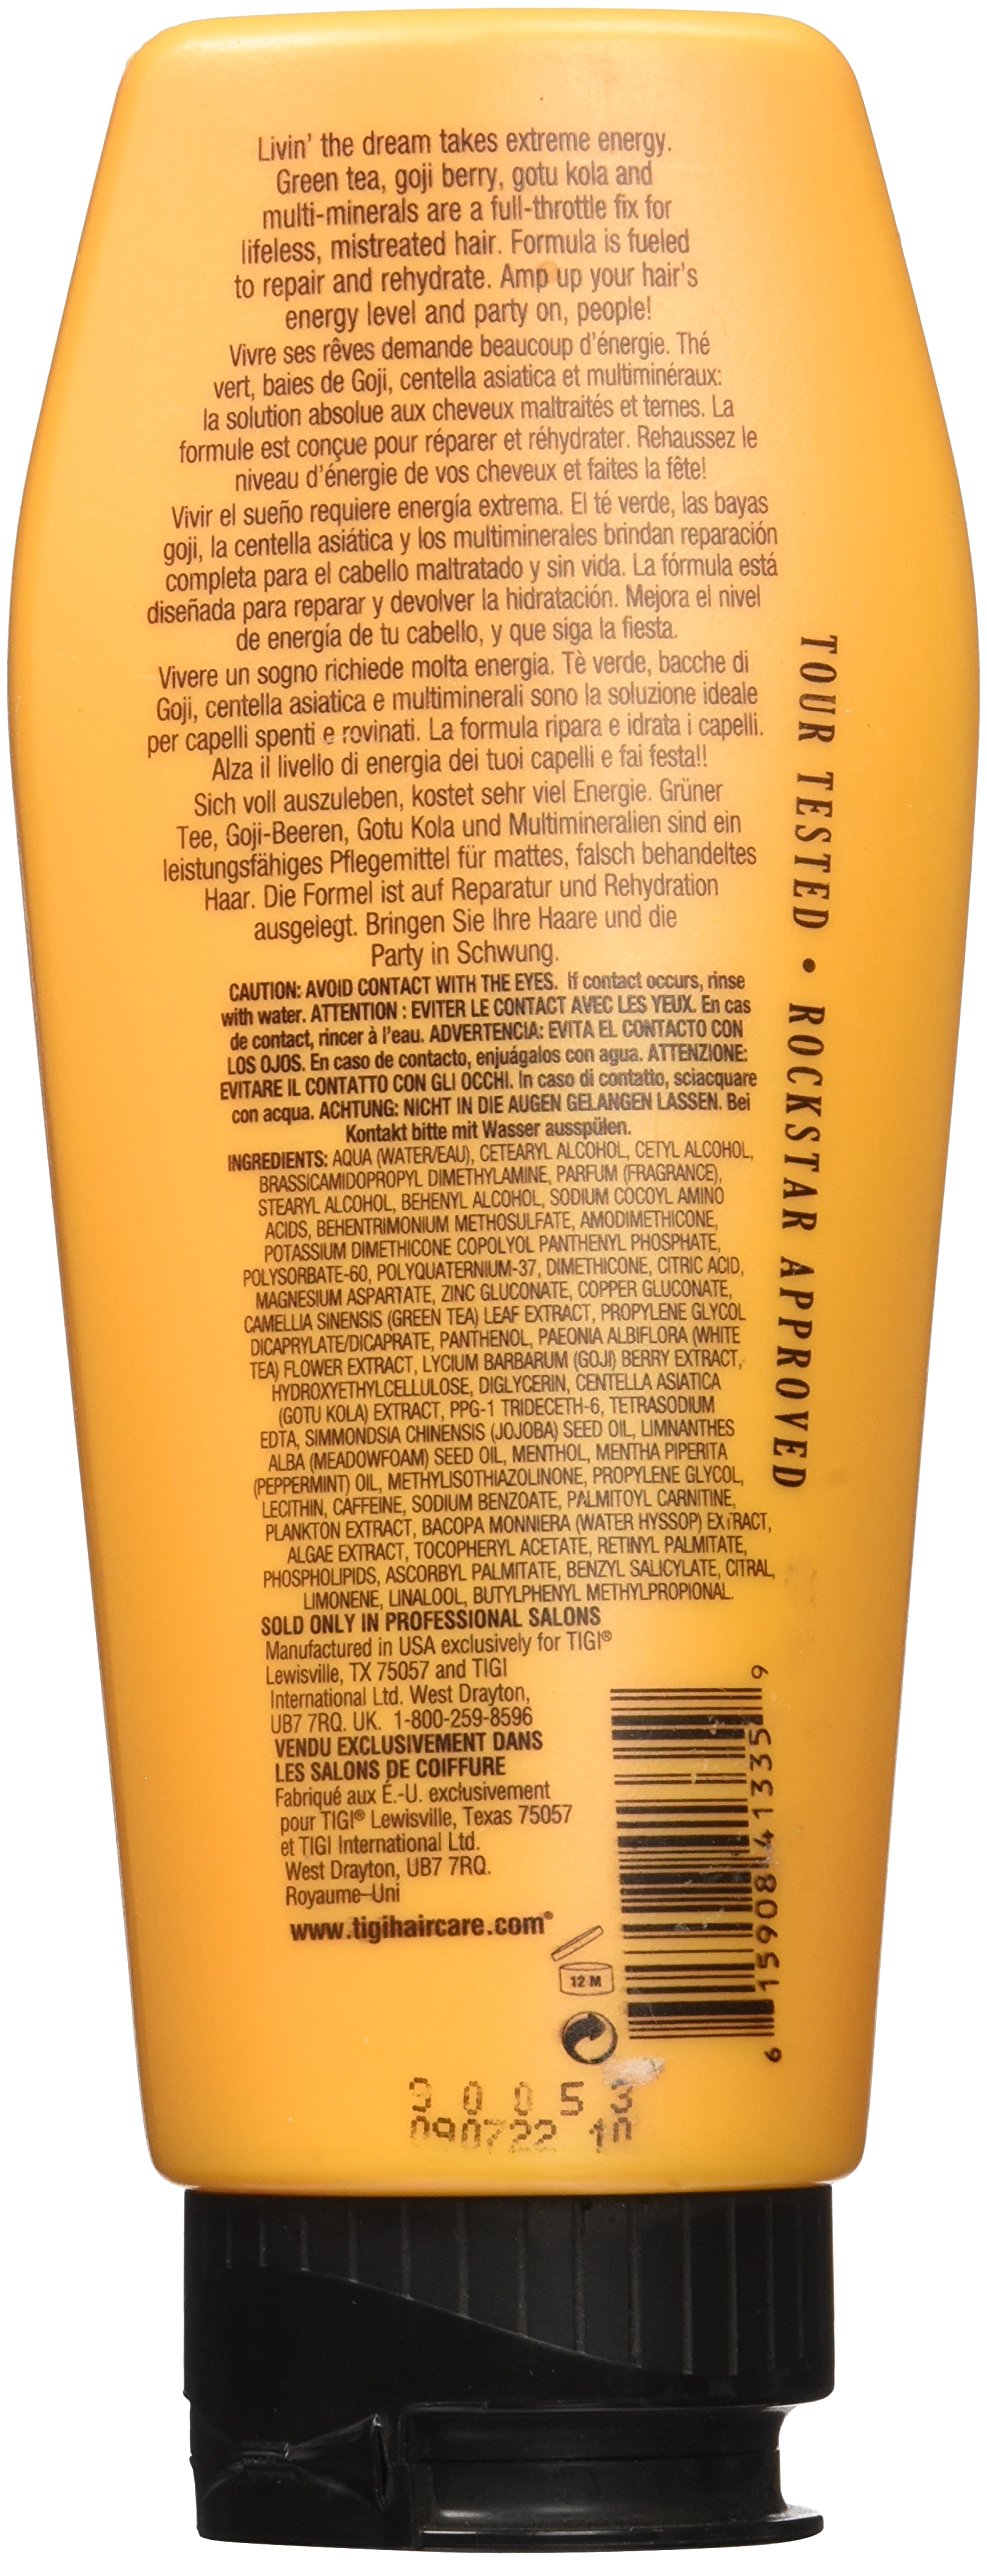 Livin' the dream takes extreme energy.
Green tea, goji berry, gotu kola and
multi-minerals are a full-throttle fix for
lifeless, mistreated hair. Formula is fueled
to repair and rehydrate. Amp up your hair's
energy level and party on, people!
Vivre ses rêves demande beaucoup d'énergie. Thé
vert, baies de Goji, centella asiatica et multiminéraux:
la solution absolue aux cheveux maltraités et ternes. La
formule est conçue pour réparer et réhydrater. Rehaussez le
niveau d'énergie de vos cheveux et faites la fête!
Vivir el sueño requiere energía extrema. El té verde, las bayas
goji, la centella asiática y los multiminerales brindan reparación
completa para el cabello maltratado y sin vida. La fórmula está
diseñada para reparar y devolver la hidratación. Mejora el nivel
de energía de tu cabello, y que siga la fiesta.
Vivere un sogno richiede molta energia. Tè verde, bacche di
Goji, centella asiatica e multiminerali sono la soluzione ideale
per capelli spenti e rovinati. La formula ripara e idrata i capelli.
Alza il livello di energia dei tuoi capelli e fai festa!!
Sich voll auszuleben, kostet sehr viel Energie. Grüner
Tee, Goji-Beeren, Gotu Kola und Multimineralien sind ein
leistungsfähiges Pflegemittel für mattes, falsch behandeltes
Haar. Die Formel ist auf Reparatur und Rehydration
ausgelegt. Bringen Sie Ihre Haare und die
Party in Schwung.
CAUTION: AVOID CONTACT WITH THE EYES. If contact occurs, rinse
with water. ATTENTION : EVITER LE CONTACT AVEC LES YEUX. En cas
de contact, rincer à l'eau. ADVERTENCIA: EVITA EL CONTACTO CON
LOS OJOS. En caso de contacto, enjuágalos con agua. ATTENZIONE:
EVITARE IL CONTATTO CON GLI OCCHI. In caso di contatto, sciacquare
con acqua. ACHTUNG: NICHT IN DIE AUGEN GELANGEN LASSEN. Bei
Kontakt bitte mit Wasser ausspülen.
INGREDIENTS: AQUA (WATER/EAU), CETEARYL ALCOHOL, CETYL ALCOHOL,
BRASSICAMIDOPROPYL DIMETHYLAMINE, PARFUM (FRAGRANCE),
STEARYL ALCOHOL, BEHENYL ALCOHOL, SODIUM COCOYL AMINO
ACIDS, BEHENTRIMONIUM METHOSULFATE, AMODIMETHICONE,
POTASSIUM DIMETHICONE COPOLYOL PANTHENYL PHOSPHATE,
POLYSORBATE-60, POLYQUATERNIUM-37, DIMETHICONE, CITRIC ACID,
MAGNESIUM ASPARTATE, ZINC GLUCONATE, COPPER GLUCONATE,
CAMELLIA SINENSIS (GREEN TEA) LEAF EXTRACT, PROPYLENE GLYCOL
DICAPRYLATE/DICAPRATE, PANTHENOL, PAEONIA ALBIFLORA (WHITE
TEA) FLOWER EXTRACT, LYCIUM BARBARUM (GOJI) BERRY EXTRACT,
HYDROXYETHYLCELLULOSE, DIGLYCERIN, CENTELLA ASIATICA
(GOTU KOLA) EXTRACT, PPG-1 TRIDECETH-6, TETRASODIUM
EDTA, SIMMONDSIA CHINENSIS (JOJOBA) SEED OIL, LIMNANTHES
ALBA (MEADOWFOAM) SEED OIL, MENTHOL, MENTHA PIPERITA
(PEPPERMINT) OIL, METHYLISOTHIAZOLINONE, PROPYLENE GLYCOL,
LECITHIN, CAFFEINE, SODIUM BENZOATE, PALMITOYL CARNITINE,
PLANKTON EXTRACT, BACOPA MONNIERA (WATER HYSSOP) EXTRACT,
ALGAE EXTRACT, TOCOPHERYL ACETATE, RETINYL PALMITATE,
PHOSPHOLIPIDS, ASCORBYL PALMITATE, BENZYL SALICYLATE, CITRAL,
LIMONENE, LINALOOL, BUTYLPHENYL METHYLPROPIONAL.
SOLD ONLY IN PROFESSIONAL SALONS
Manufactured in USA exclusively for TIGI®
Lewisville, TX 75057 and TIGI
International Ltd. West Drayton,
UB7 7RQ. UK. 1-800-259-8596
VENDU EXCLUSIVEMENT DANS
LES SALONS DE COIFFURE
Fabriqué aux É.-U. exclusivement
pour TIGI® Lewisville, Texas 75057
et TIGI International Ltd.
West Drayton, UB7 7RQ.
Royaume-Uni
www.tigihaircare.com®
TOUR TESTED • ROCKSTAR APPROVED
6 15908 41335 9
12 M
90053
090722 10